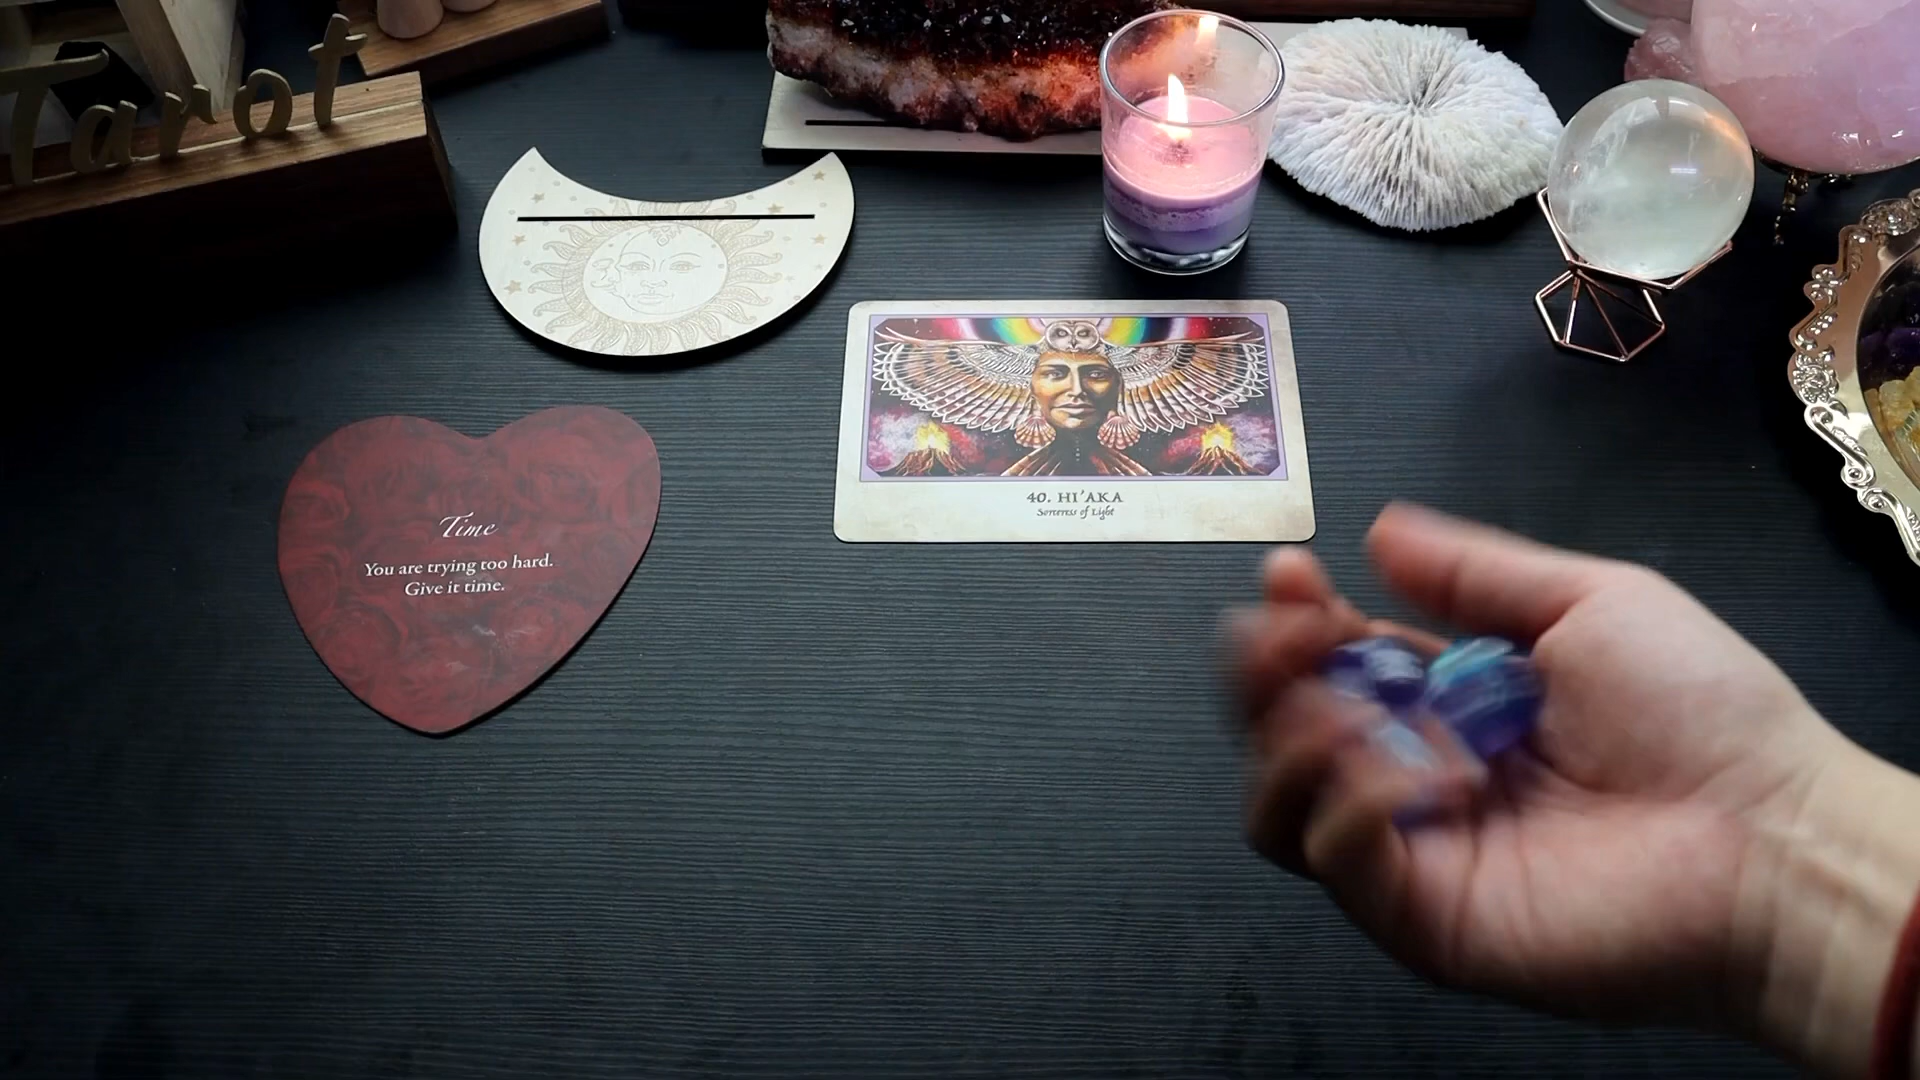 Tarot
40. HI'AKA
Sorceress of Light
Time
You are trying too hard.
Give it time.